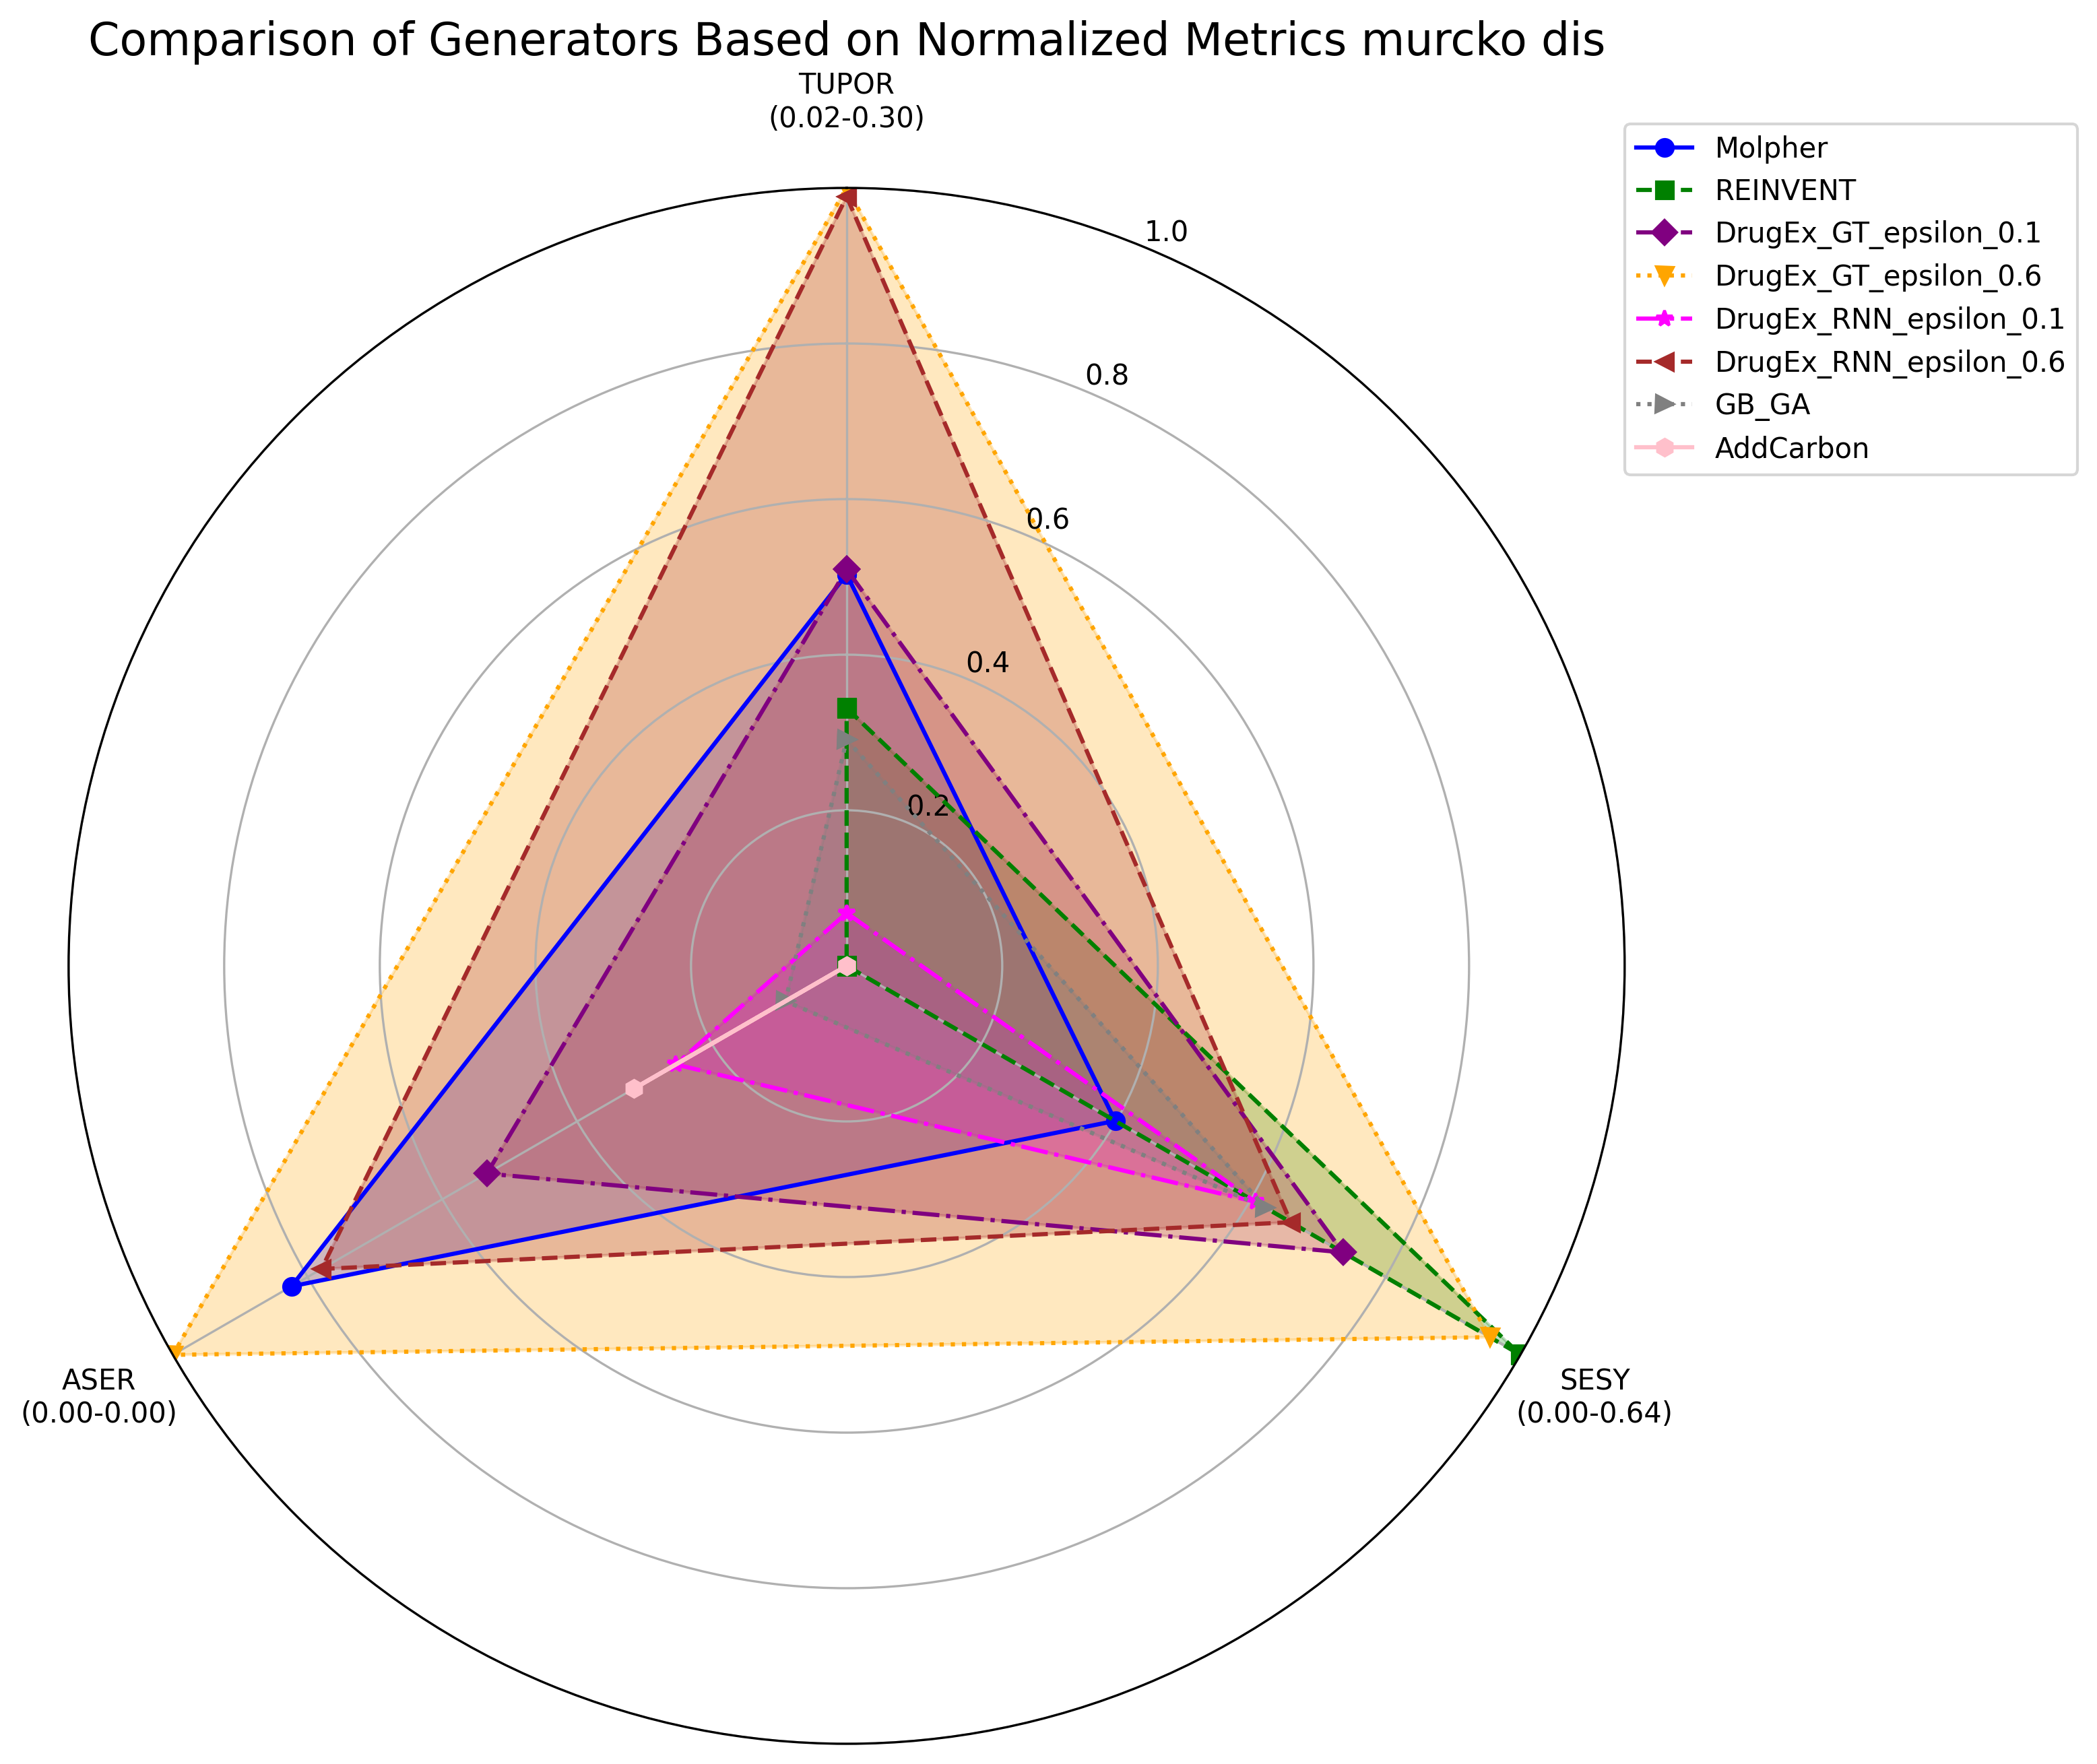 Comparison of Generators Based on Normalized Metrics murcko dis
TUPOR
(0.02-0.30)
Molpher
REINVENT
DrugEx_GT_epsilon_0.1
DrugEx_GT_epsilon_0.6
DrugEx_RNN_epsilon_0.1
DrugEx_RNN_epsilon_0.6
GB_GA
AddCarbon
1.0
0.8
0.6
0.4
0.2
ASER
(0.00-0.00)
SESY
(0.00-0.64)